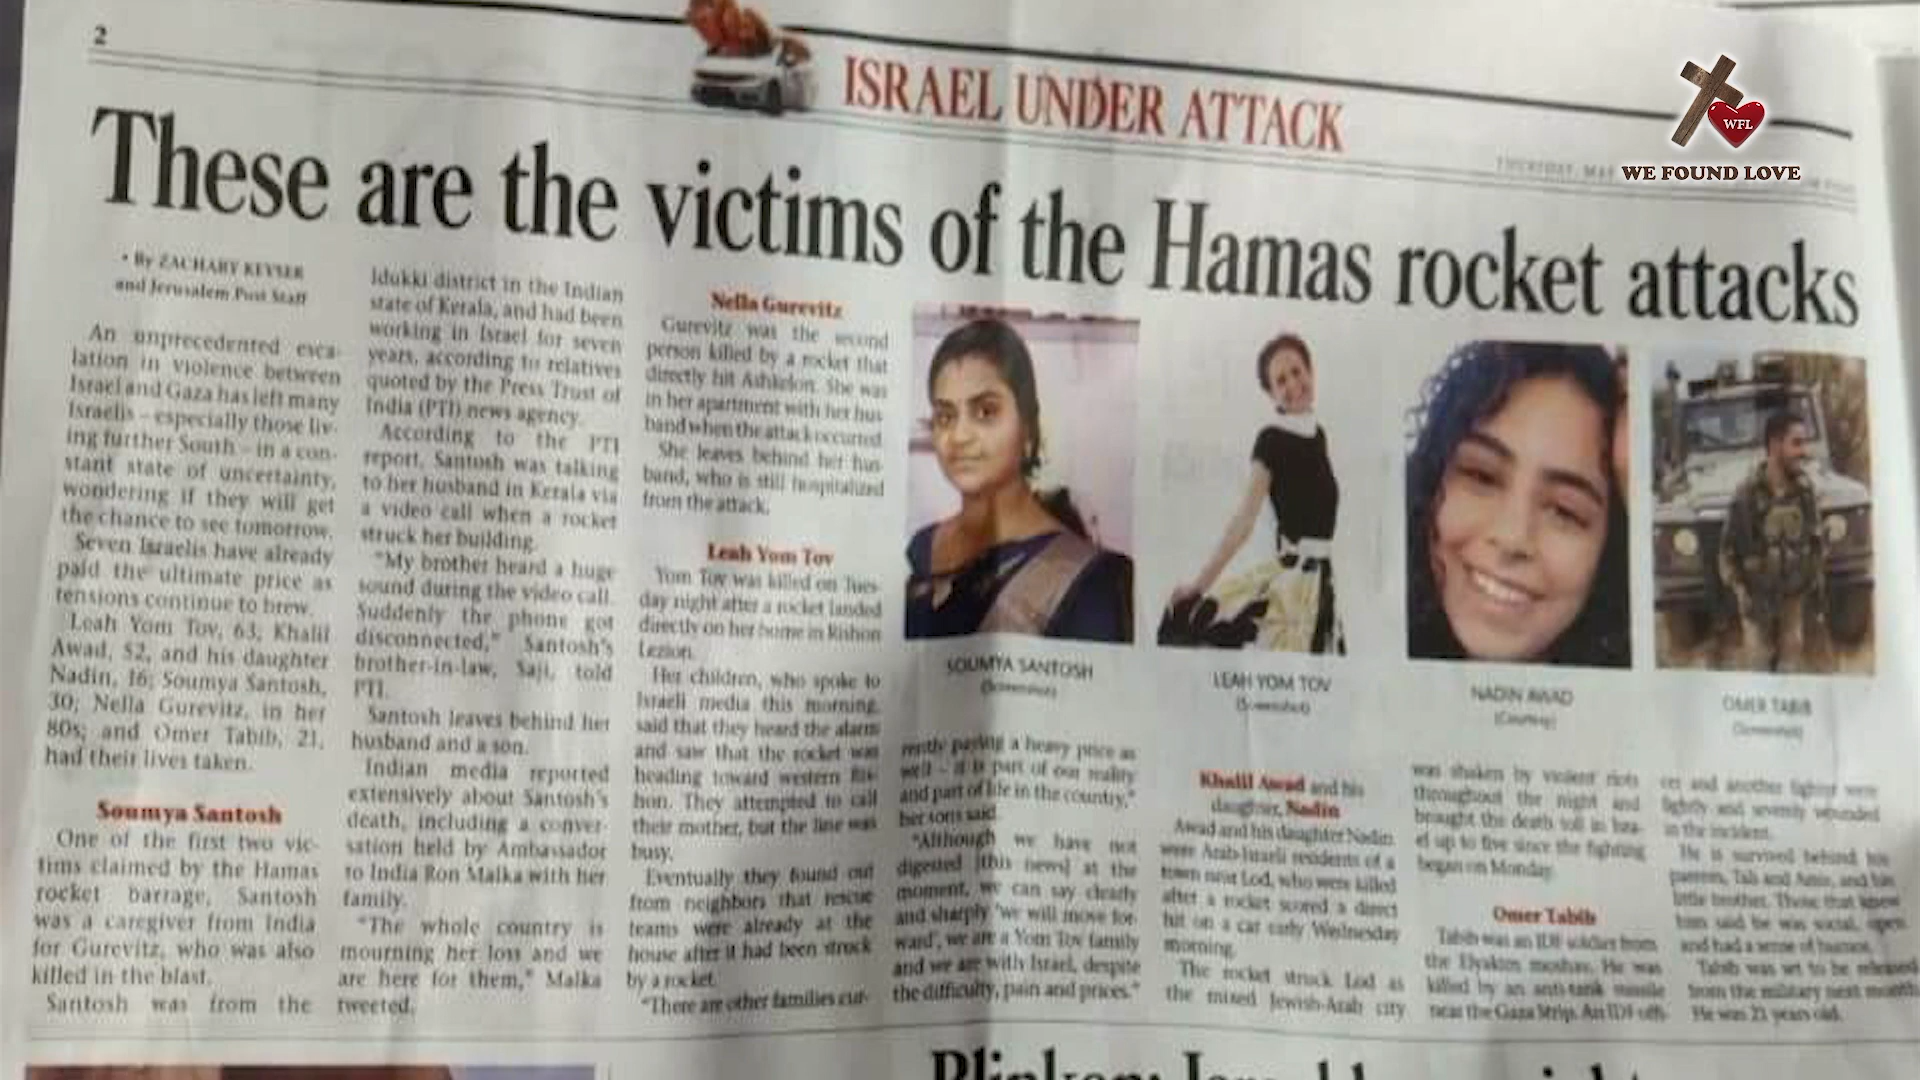 2
ISRAEL UNDER ATTACK
WFL
WE FOUND LOVE
THURSDAY, MAY
These are the victims of the Hamas rocket attacks
• By ZACHARY KEYSER
and Jerusalem Post Staff
An unprecedented esca-
lation in violence between
Israel and Gaza has left many
Israelis – especially those liv-
ing further South – in a con-
stant state of uncertainty,
wondering if they will get
the chance to see tomorrow.
Seven Israelis have already
paid the ultimate price as
tensions continue to brew.
Leah Yom Tov, 63; Khalil
Awad, 52, and his daughter
Nadin, 16; Soumya Santosh,
30; Nella Gurevitz, in her
80s; and Omer Tabib, 21,
had their lives taken.
Soumya Santosh
One of the first two vic-
tims claimed by the Hamas
rocket barrage, Santosh
was a caregiver from India
for Gurevitz, who was also
killed in the blast.
Santosh was from the
Idukki district in the Indian
state of Kerala, and had been
working in Israel for seven
years, according to relatives
quoted by the Press Trust of
India (PTI) news agency.
According to the PTI
report, Santosh was talking
to her husband in Kerala via
a video call when a rocket
struck her building.
"My brother heard a huge
sound during the video call.
Suddenly the phone got
disconnected," Santosh's
brother-in-law, Saji, told
PTI.
Santosh leaves behind her
husband and a son.
Indian media reported
extensively about Santosh's
death, including a conver-
sation held by Ambassador
to India Ron Malka with her
family.
"The whole country is
mourning her loss and we
are here for them," Malka
tweeted.
Nella Gurevitz
Gurevitz was the second
person killed by a rocket that
directly hit Ashkelon. She was
in her apartment with her hus-
band when the attack occurred.
She leaves behind her hus-
band, who is still hospitalized
from the attack.
Leah Yom Tov
Yom Tov was killed on Tues-
day night after a rocket landed
directly on her home in Rishon
Lezion.
Her children, who spoke to
Israeli media this morning,
said that they heard the alarm
and saw that the rocket was
heading toward western Ris-
hon. They attempted to call
their mother, but the line was
busy.
Eventually they found out
from neighbors that rescue
teams were already at the
house after it had been struck
by a rocket.
"There are other families cur-
SOUMYA SANTOSH
(Screenshot)
LEAH YOM TOV
(Screenshot)
NADIN AWAD
(Courtesy)
OMER TABIB
(Screenshot)
rently paying a heavy price as
well – it is part of our reality
and part of life in the country,"
her sons said.
"Although we have not
digested [this news] at the
moment, we can say clearly
and sharply 'we will move for-
ward', we are a Yom Tov family
and we are with Israel, despite
the difficulty, pain and prices."
Khalil Awad and his
daughter, Nadin
Awad and his daughter Nadin
were Arab-Israeli residents of a
town near Lod, who were killed
after a rocket scored a direct
hit on a car early Wednesday
morning.
The rocket struck Lod as
the mixed Jewish-Arab city
was shaken by violent riots
throughout the night and
brought the death toll in Isra-
el up to five since the fighting
began on Monday.
Omer Tabib
Tabib was an IDF soldier from
the Elyakim moshav. He was
killed by an anti-tank missile
near the Gaza Strip. An IDF offi-
cer and another fighter were
lightly and severely wounded
in the incident.
He is survived behind his
parents, Tali and and his
little brother. Those that knew
him said he was social, open
and had a sense of humor.
Tabib was set to be released
from the military next month.
He was 21 years old.